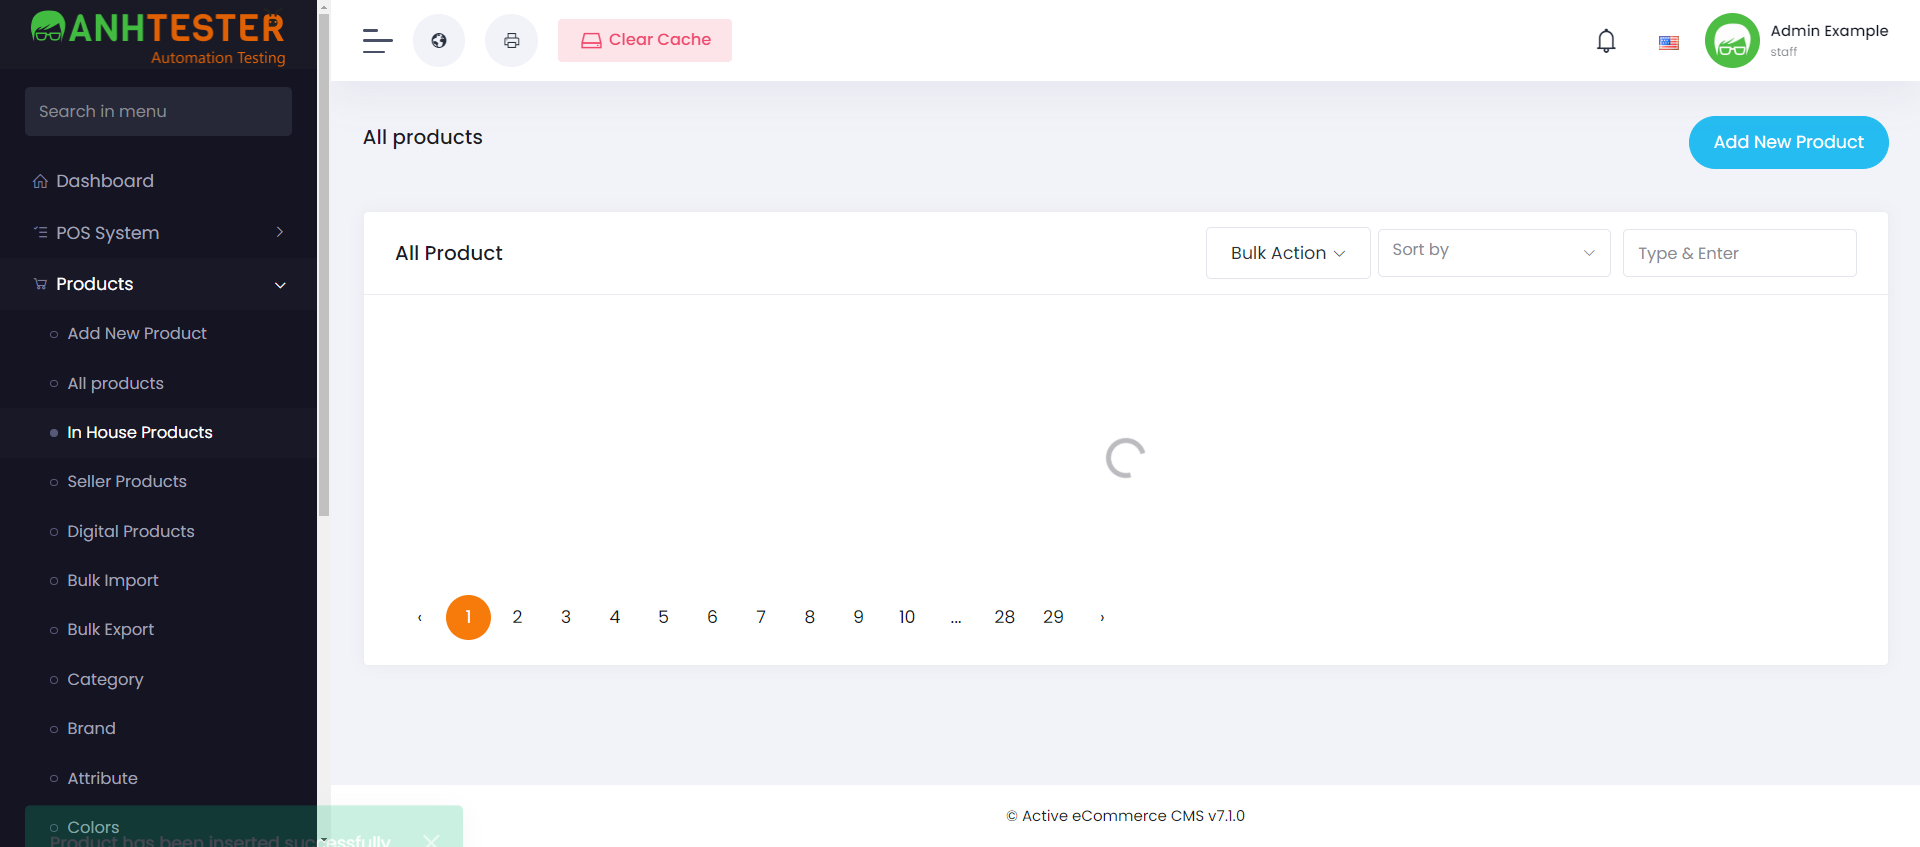 ANHTESTER
Automation Testing
Search in menu
Dashboard
POS System
Products
Add New Product
All products
In House Products
Seller Products
Digital Products
Bulk Import
Bulk Export
Category
Brand
Attribute
Colors
Product has been inserted successfully
Clear Cache
Admin Example
staff
All products
Add New Product
All Product
Bulk Action
Sort by
Type & Enter
‹ 1 2 3 4 5 6 7 8 9 10 ... 28 29 ›
© Active eCommerce CMS v7.1.0